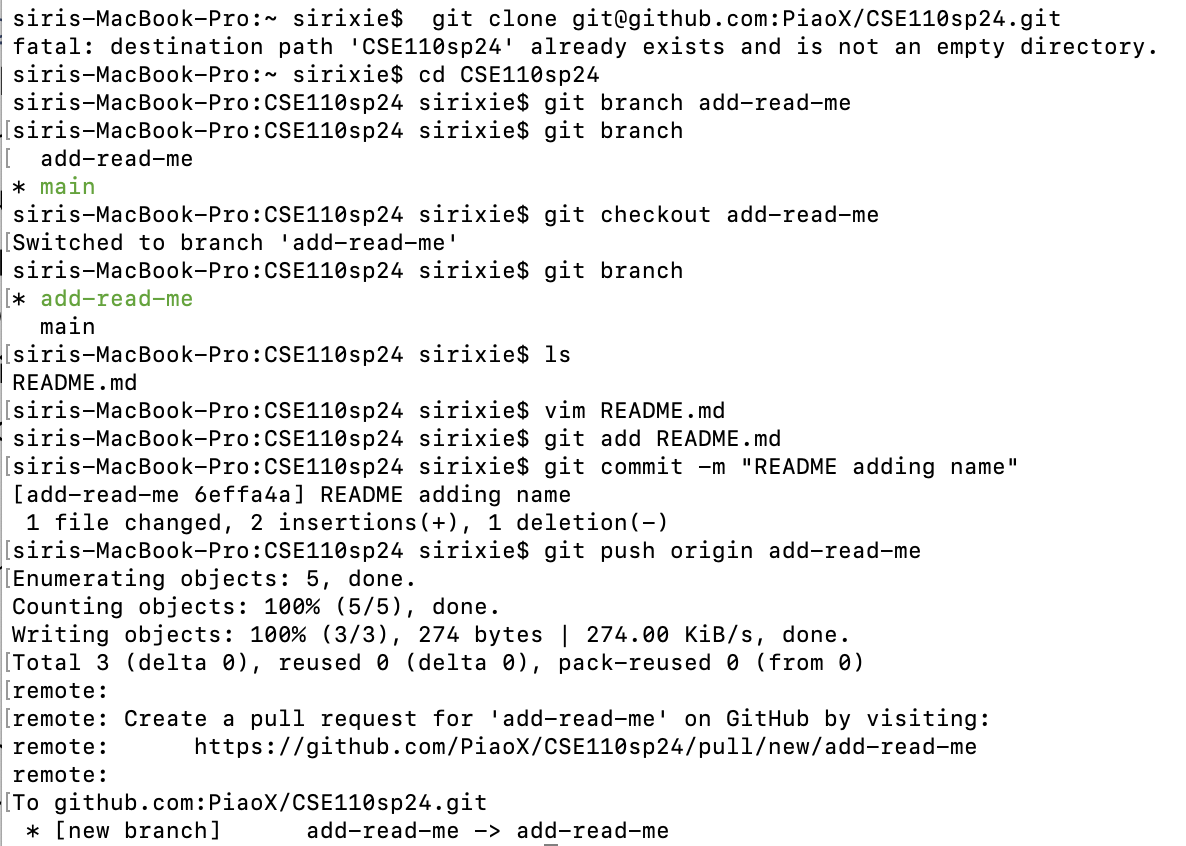 siris-MacBook-Pro:~ sirixie$  git clone git@github.com:PiaoX/CSE110sp24.git
fatal: destination path 'CSE110sp24' already exists and is not an empty directory.
siris-MacBook-Pro:~ sirixie$ cd CSE110sp24
siris-MacBook-Pro:CSE110sp24 sirixie$ git branch add-read-me
[siris-MacBook-Pro:CSE110sp24 sirixie$ git branch
[  add-read-me
* main
siris-MacBook-Pro:CSE110sp24 sirixie$ git checkout add-read-me
[Switched to branch 'add-read-me'
siris-MacBook-Pro:CSE110sp24 sirixie$ git branch
[* add-read-me
  main
[siris-MacBook-Pro:CSE110sp24 sirixie$ ls
README.md
[siris-MacBook-Pro:CSE110sp24 sirixie$ vim README.md
[siris-MacBook-Pro:CSE110sp24 sirixie$ git add README.md
[siris-MacBook-Pro:CSE110sp24 sirixie$ git commit -m "README adding name"
[add-read-me 6effa4a] README adding name
 1 file changed, 2 insertions(+), 1 deletion(-)
[siris-MacBook-Pro:CSE110sp24 sirixie$ git push origin add-read-me
[Enumerating objects: 5, done.
Counting objects: 100% (5/5), done.
Writing objects: 100% (3/3), 274 bytes | 274.00 KiB/s, done.
[Total 3 (delta 0), reused 0 (delta 0), pack-reused 0 (from 0)
[remote:
[remote: Create a pull request for 'add-read-me' on GitHub by visiting:
remote:      https://github.com/PiaoX/CSE110sp24/pull/new/add-read-me
remote:
[To github.com:PiaoX/CSE110sp24.git
 * [new branch]      add-read-me -> add-read-me